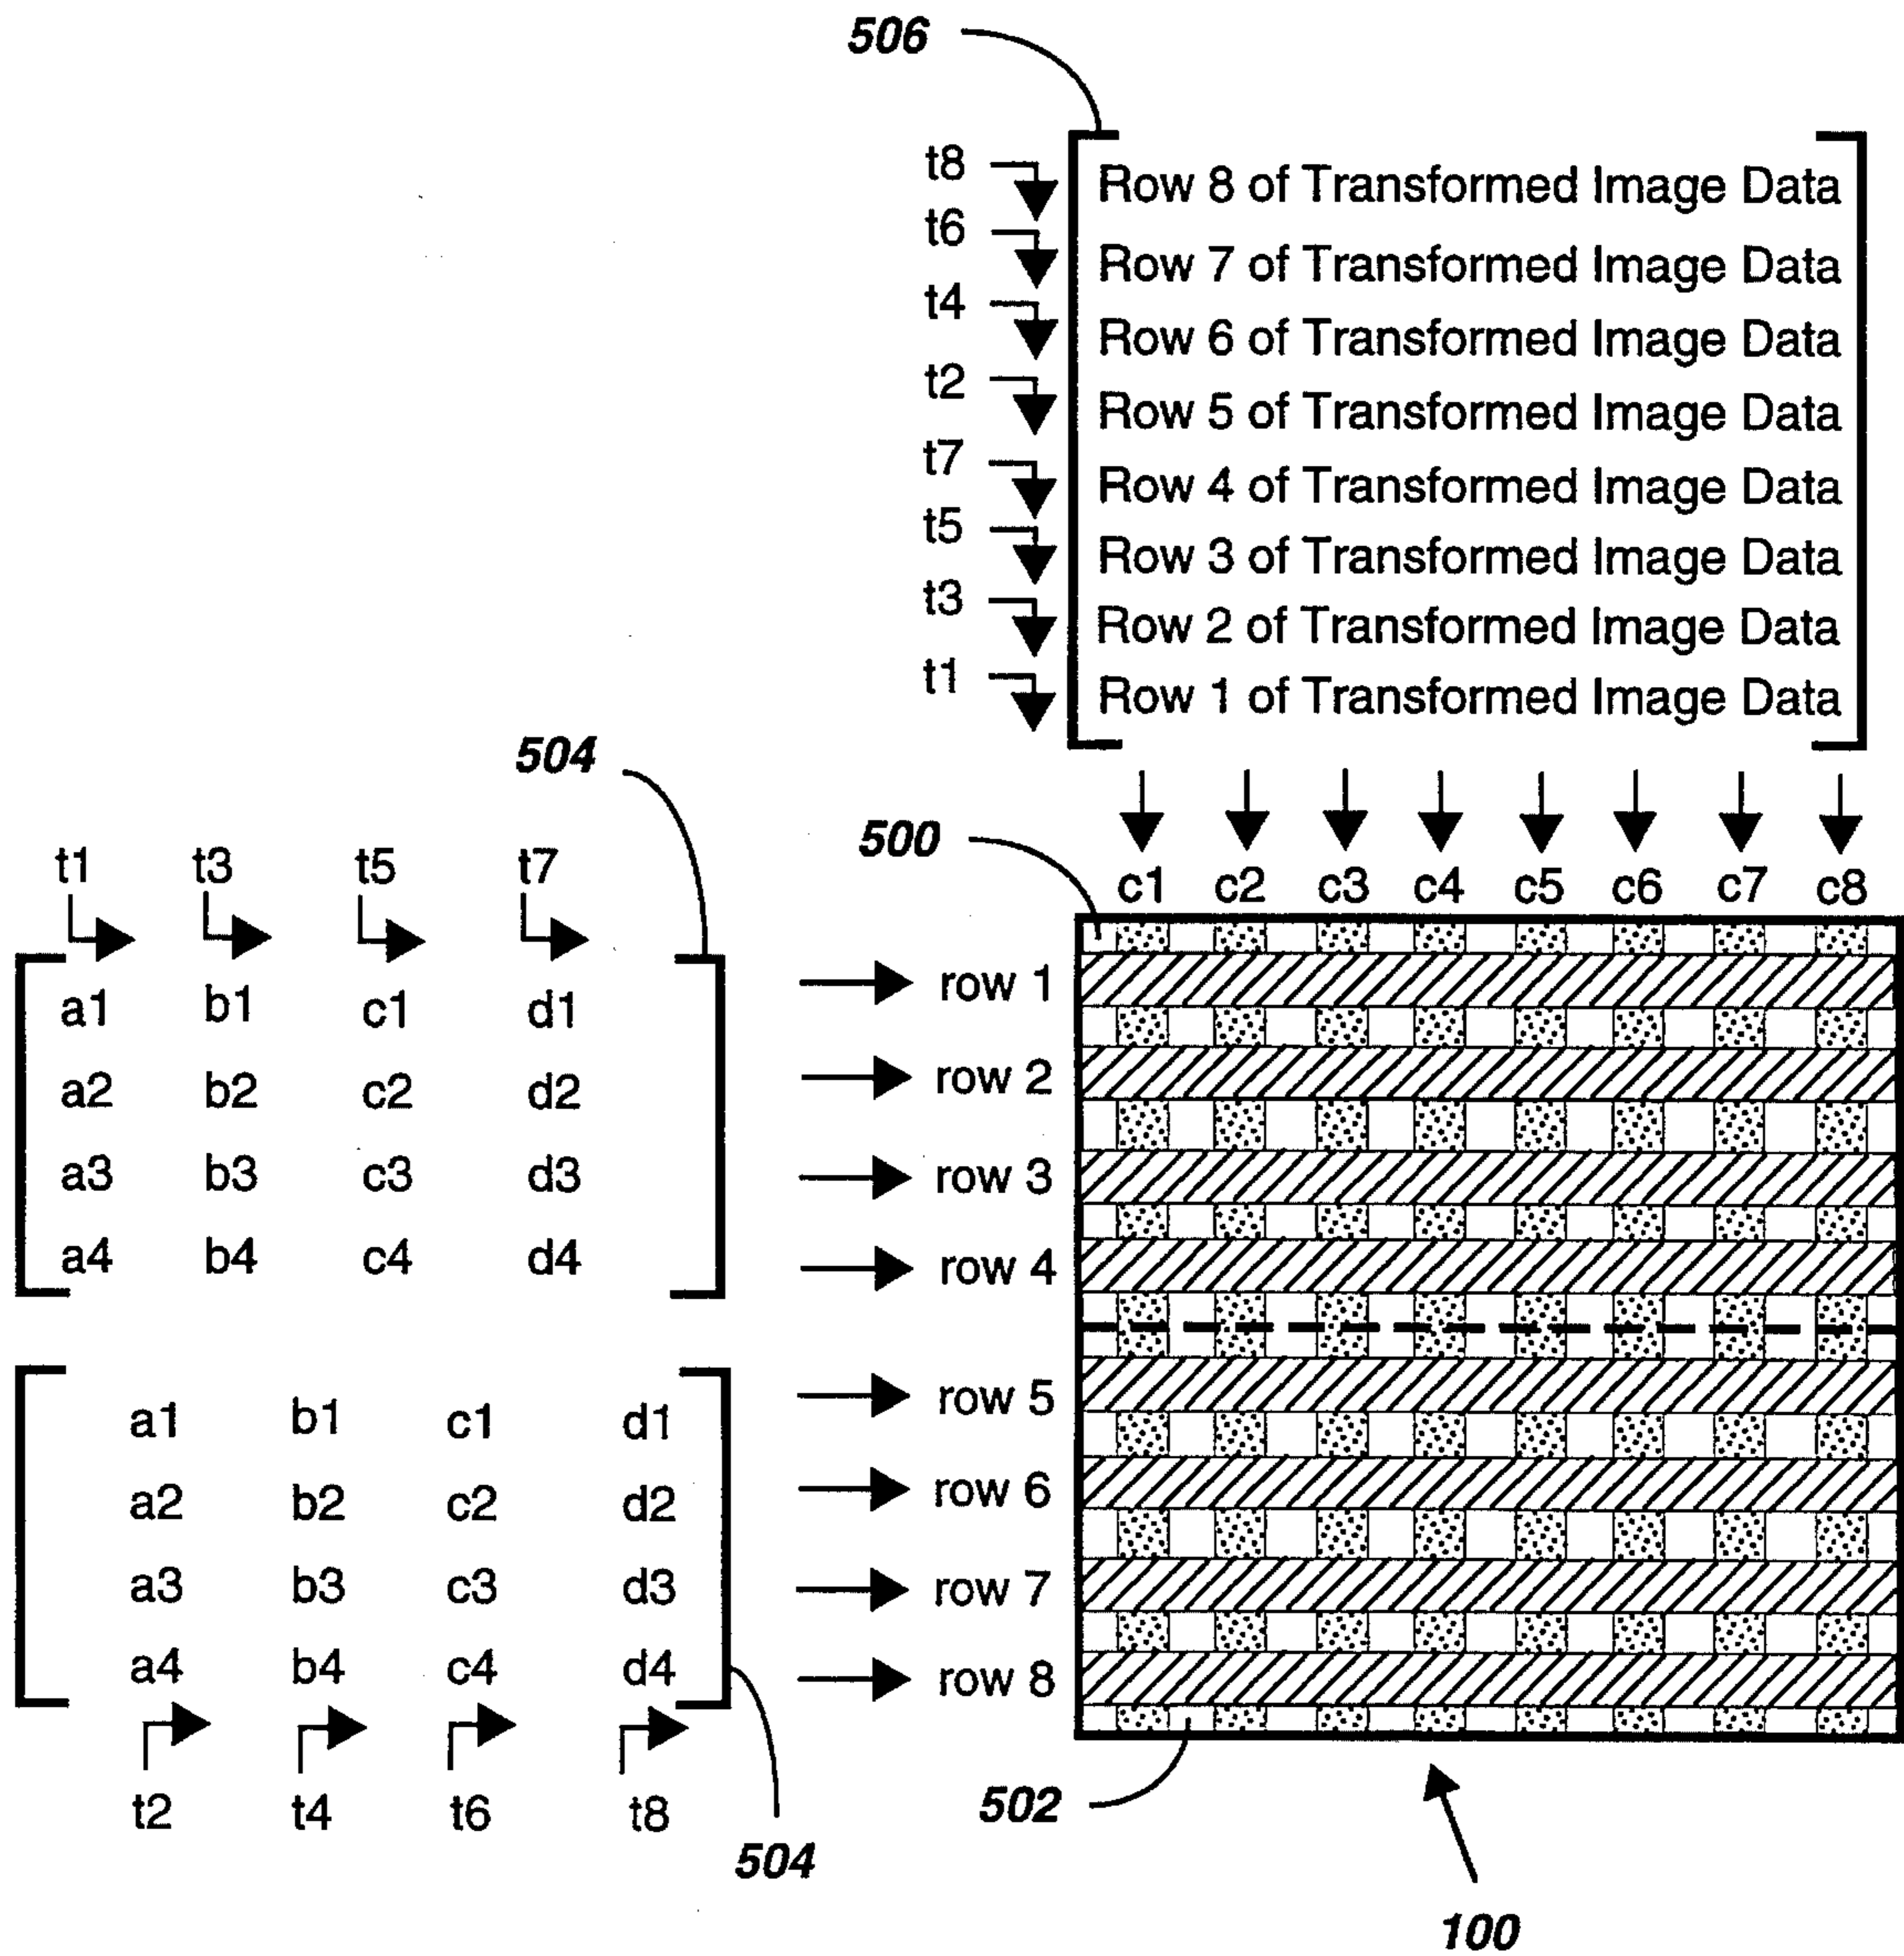 506
t8 Row 8 of Transformed Image Data
t6 Row 7 of Transformed Image Data
t4 Row 6 of Transformed Image Data
t2 Row 5 of Transformed Image Data
t7 Row 4 of Transformed Image Data
t5 Row 3 of Transformed Image Data
t3 Row 2 of Transformed Image Data
t1 Row 1 of Transformed Image Data
504
500
t1 t3 t5 t7
c1 c2 c3 c4 c5 c6 c7 c8
a1 b1 c1 d1
row 1
a2 b2 c2 d2
row 2
a3 b3 c3 d3
row 3
a4 b4 c4 d4
row 4
a1 b1 c1 d1
row 5
a2 b2 c2 d2
row 6
a3 b3 c3 d3
row 7
a4 b4 c4 d4
row 8
t2 t4 t6 t8
502
504
100